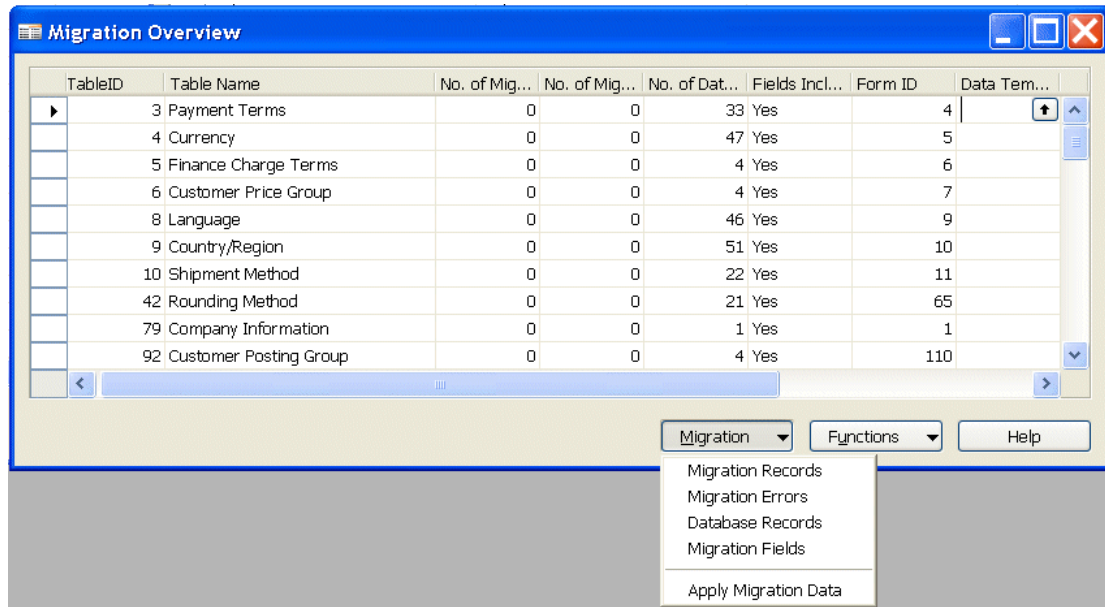 Migration Overview
TableID Table Name No. of Mig... No. of Mig... No. of Dat... Fields Incl... Form ID Data Tem...
3 Payment Terms 0 0 33 Yes 4
4 Currency 0 0 47 Yes 5
5 Finance Charge Terms 0 0 4 Yes 6
6 Customer Price Group 0 0 4 Yes 7
8 Language 0 0 46 Yes 9
9 Country/Region 0 0 51 Yes 10
10 Shipment Method 0 0 22 Yes 11
42 Rounding Method 0 0 21 Yes 65
79 Company Information 0 0 1 Yes 1
92 Customer Posting Group 0 0 4 Yes 110
Migration Functions Help
Migration Records
Migration Errors
Database Records
Migration Fields
Apply Migration Data